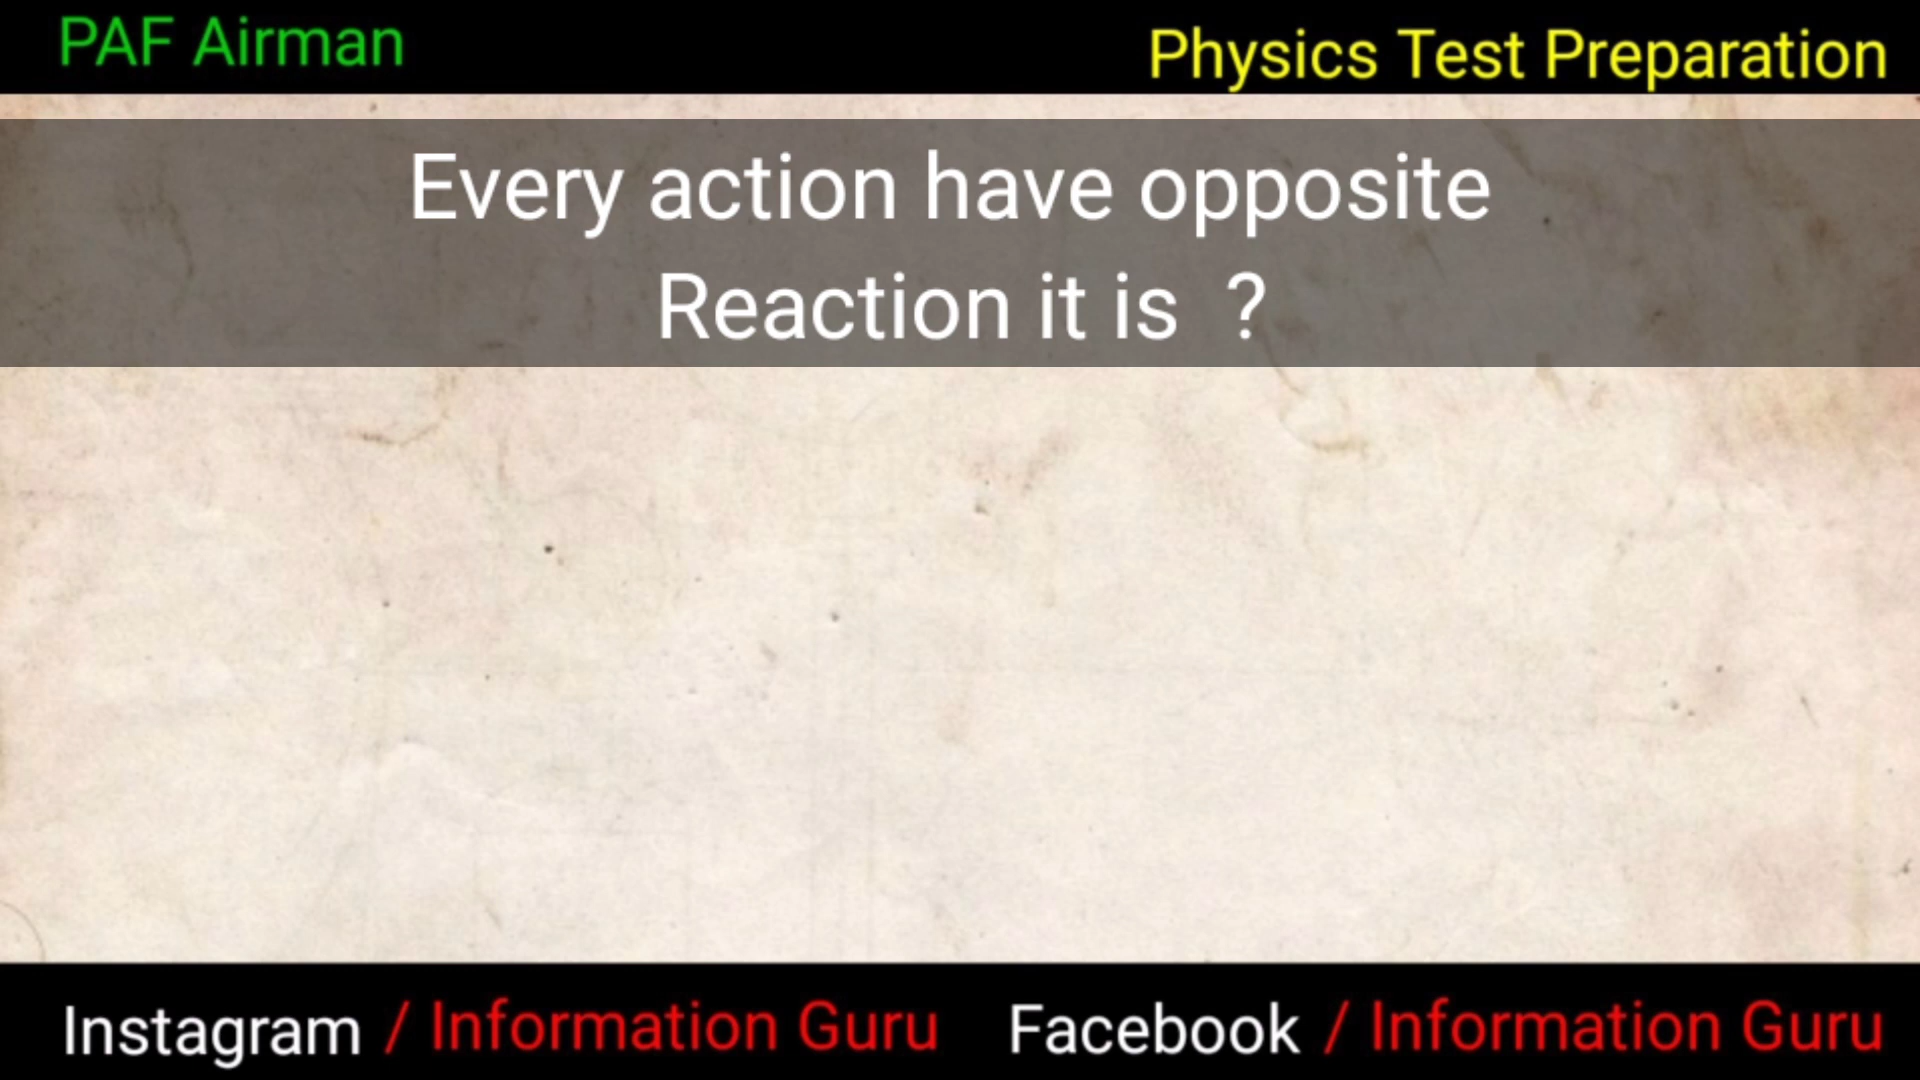 PAF Airman
Physics Test Preparation
Every action have opposite
Reaction it is ?
Instagram / Information Guru
Facebook / Information Guru